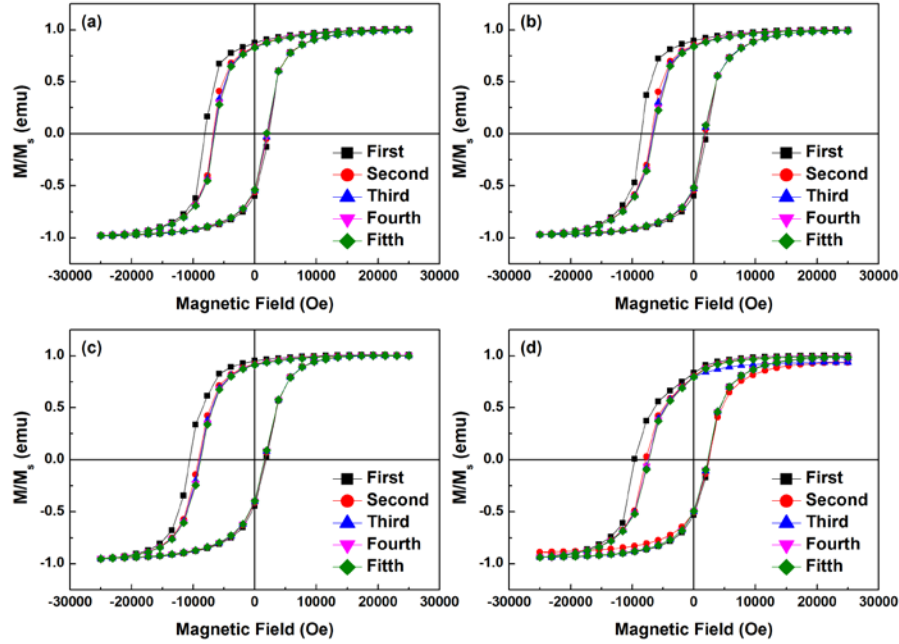 (a)
M/Ms (emu)
1.0
0.5
0.0
-0.5
-1.0
First
Second
Third
Fourth
Fitth
-30000 -20000 -10000 0 10000 20000 30000
Magnetic Field (Oe)
(b)
M/Ms (emu)
1.0
0.5
0.0
-0.5
-1.0
First
Second
Third
Fourth
Fitth
-30000 -20000 -10000 0 10000 20000 30000
Magnetic Field (Oe)
(c)
M/Ms (emu)
1.0
0.5
0.0
-0.5
-1.0
First
Second
Third
Fourth
Fitth
-30000 -20000 -10000 0 10000 20000 30000
Magnetic Field (Oe)
(d)
M/Ms (emu)
1.0
0.5
0.0
-0.5
-1.0
First
Second
Third
Fourth
Fitth
-30000 -20000 -10000 0 10000 20000 30000
Magnetic Field (Oe)